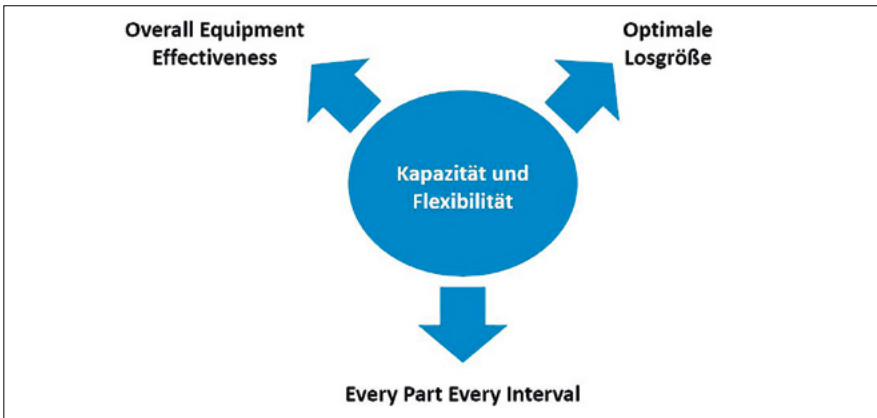 Overall Equipment
Effectiveness
Optimale
Losgröße
Kapazität und
Flexibilität
Every Part Every Interval